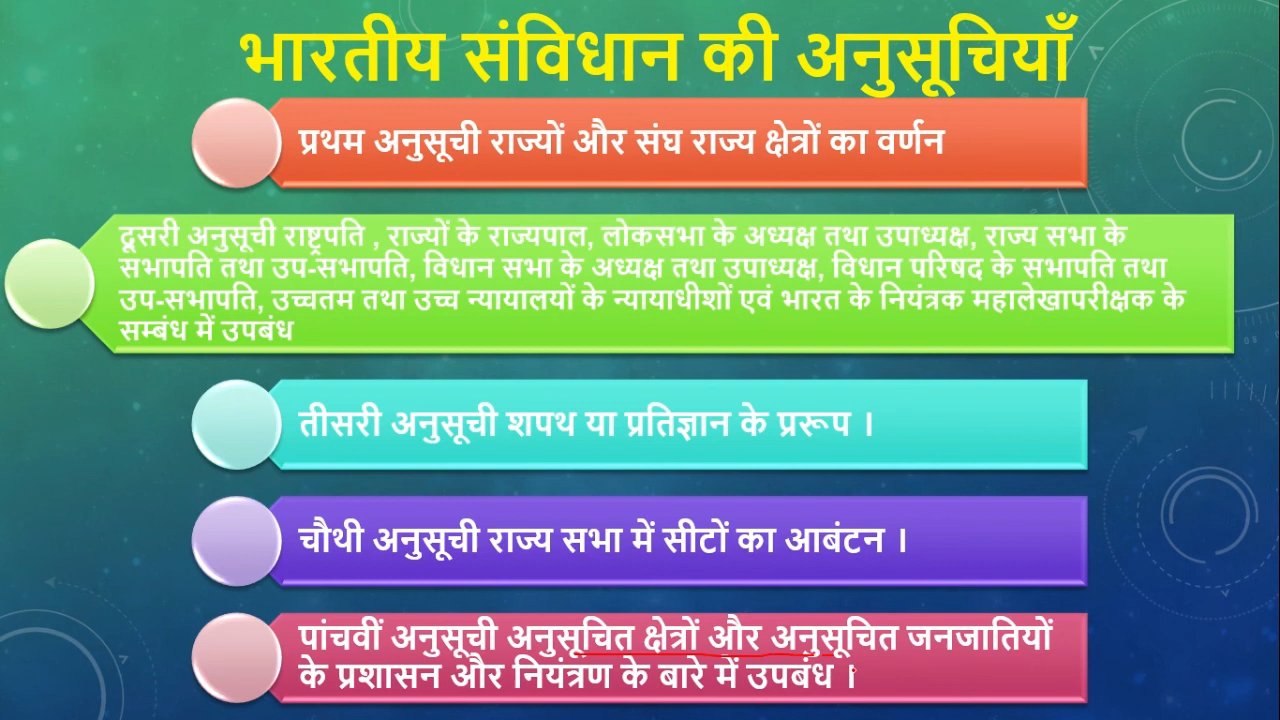 भारतीय संविधान की अनुसूचियाँ
प्रथम अनुसूची राज्यों और संघ राज्य क्षेत्रों का वर्णन
दूसरी अनुसूची राष्ट्रपति , राज्यों के राज्यपाल, लोकसभा के अध्यक्ष तथा उपाध्यक्ष, राज्य सभा के
सभापति तथा उप-सभापति, विधान सभा के अध्यक्ष तथा उपाध्यक्ष, विधान परिषद के सभापति तथा
उप-सभापति, उच्चतम तथा उच्च न्यायालयों के न्यायाधीशों एवं भारत के नियंत्रक महालेखापरीक्षक के
सम्बंध में उपबंध
तीसरी अनुसूची शपथ या प्रतिज्ञान के प्ररूप ।
चौथी अनुसूची राज्य सभा में सीटों का आबंटन ।
पांचवीं अनुसूची अनुसूचित क्षेत्रों और अनुसूचित जनजातियों
के प्रशासन और नियंत्रण के बारे में उपबंध ।